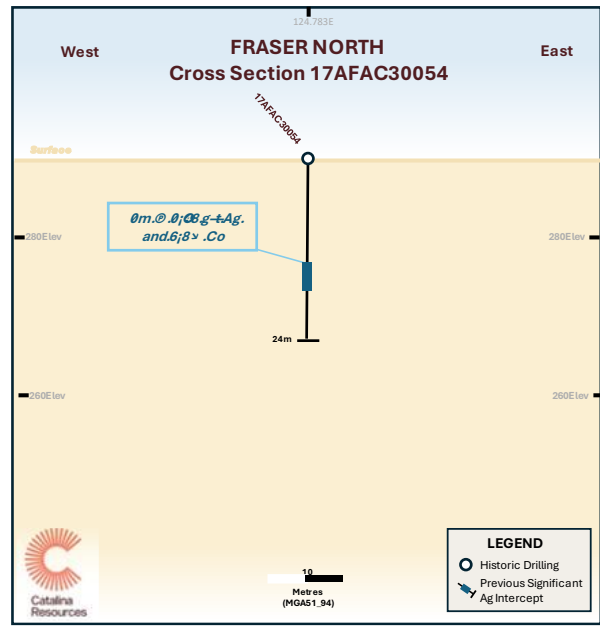 124.783E
West
FRASER NORTH
East
Cross Section 17AFAC30054
17AFAC30054
Surface
280Elev
280Elev
24m
260Elev
260Elev
Catalina
Resources
10
Metres
(MGA51_94)
LEGEND
Historic Drilling
Previous Significant
Ag Intercept